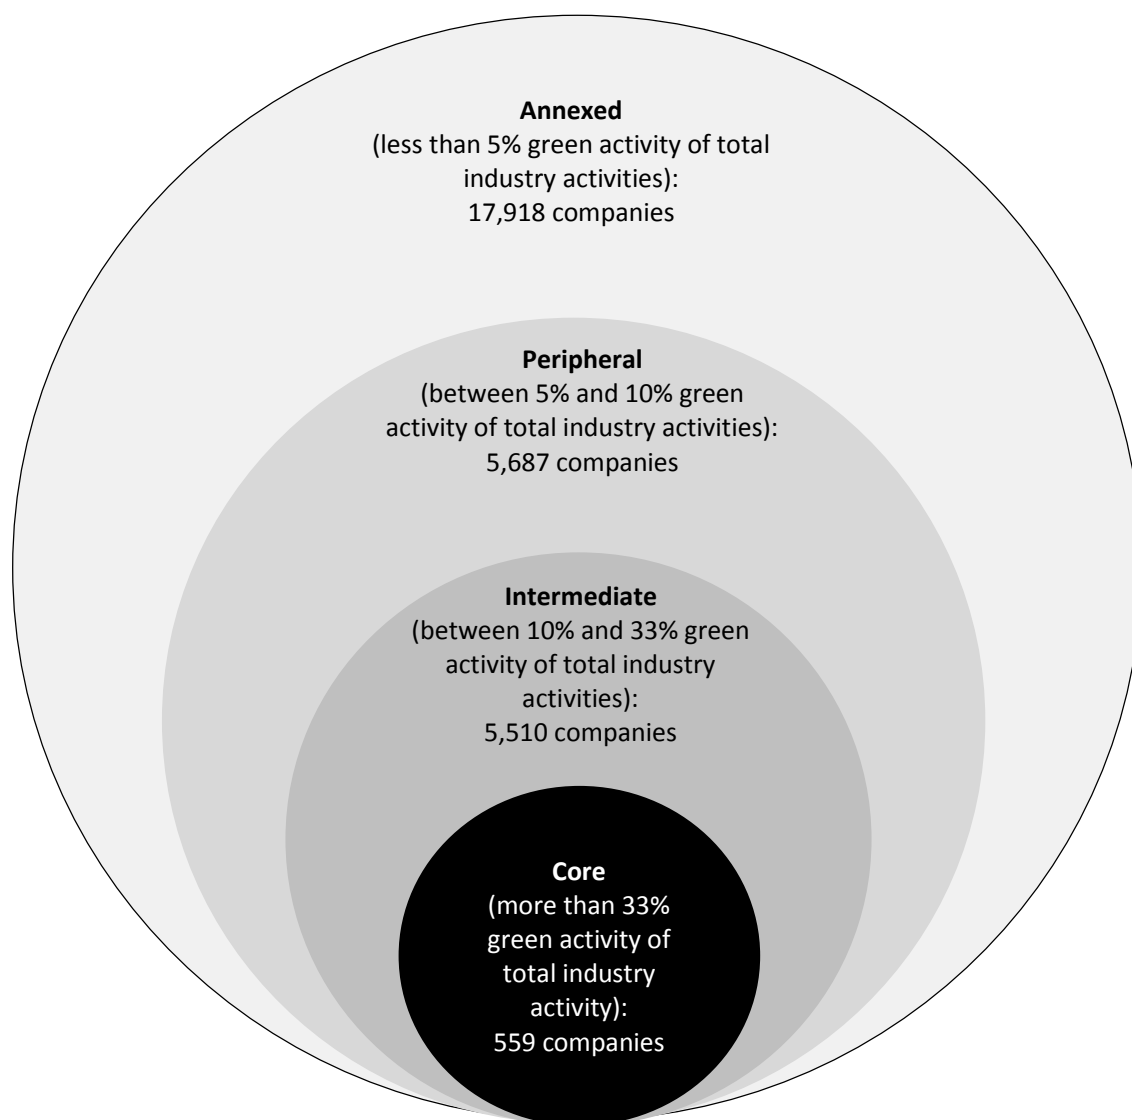 Annexed
(less than 5% green activity of total
industry activities):
17,918 companies
Peripheral
(between 5% and 10% green
activity of total industry activities):
5,687 companies
Intermediate
(between 10% and 33% green
activity of total industry
activities):
5,510 companies
Core
(more than 33%
green activity of
total industry
activity):
559 companies